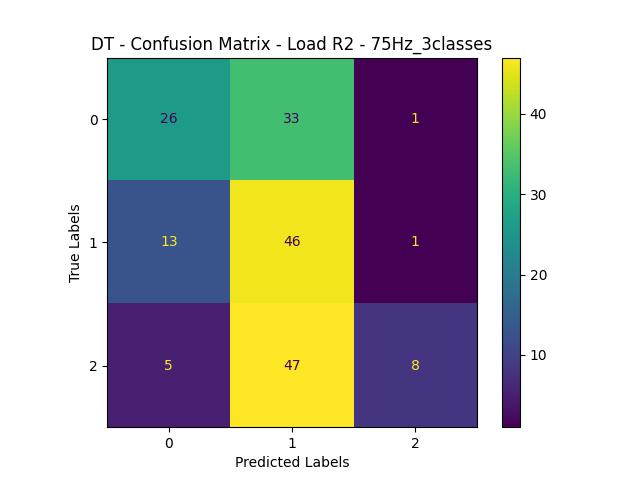 DT - Confusion Matrix - Load R2 - 75Hz_3classes
True Labels
0 26 33 1
1 13 46 1
2 5 47 8
0 1 2
Predicted Labels
40
30
20
10